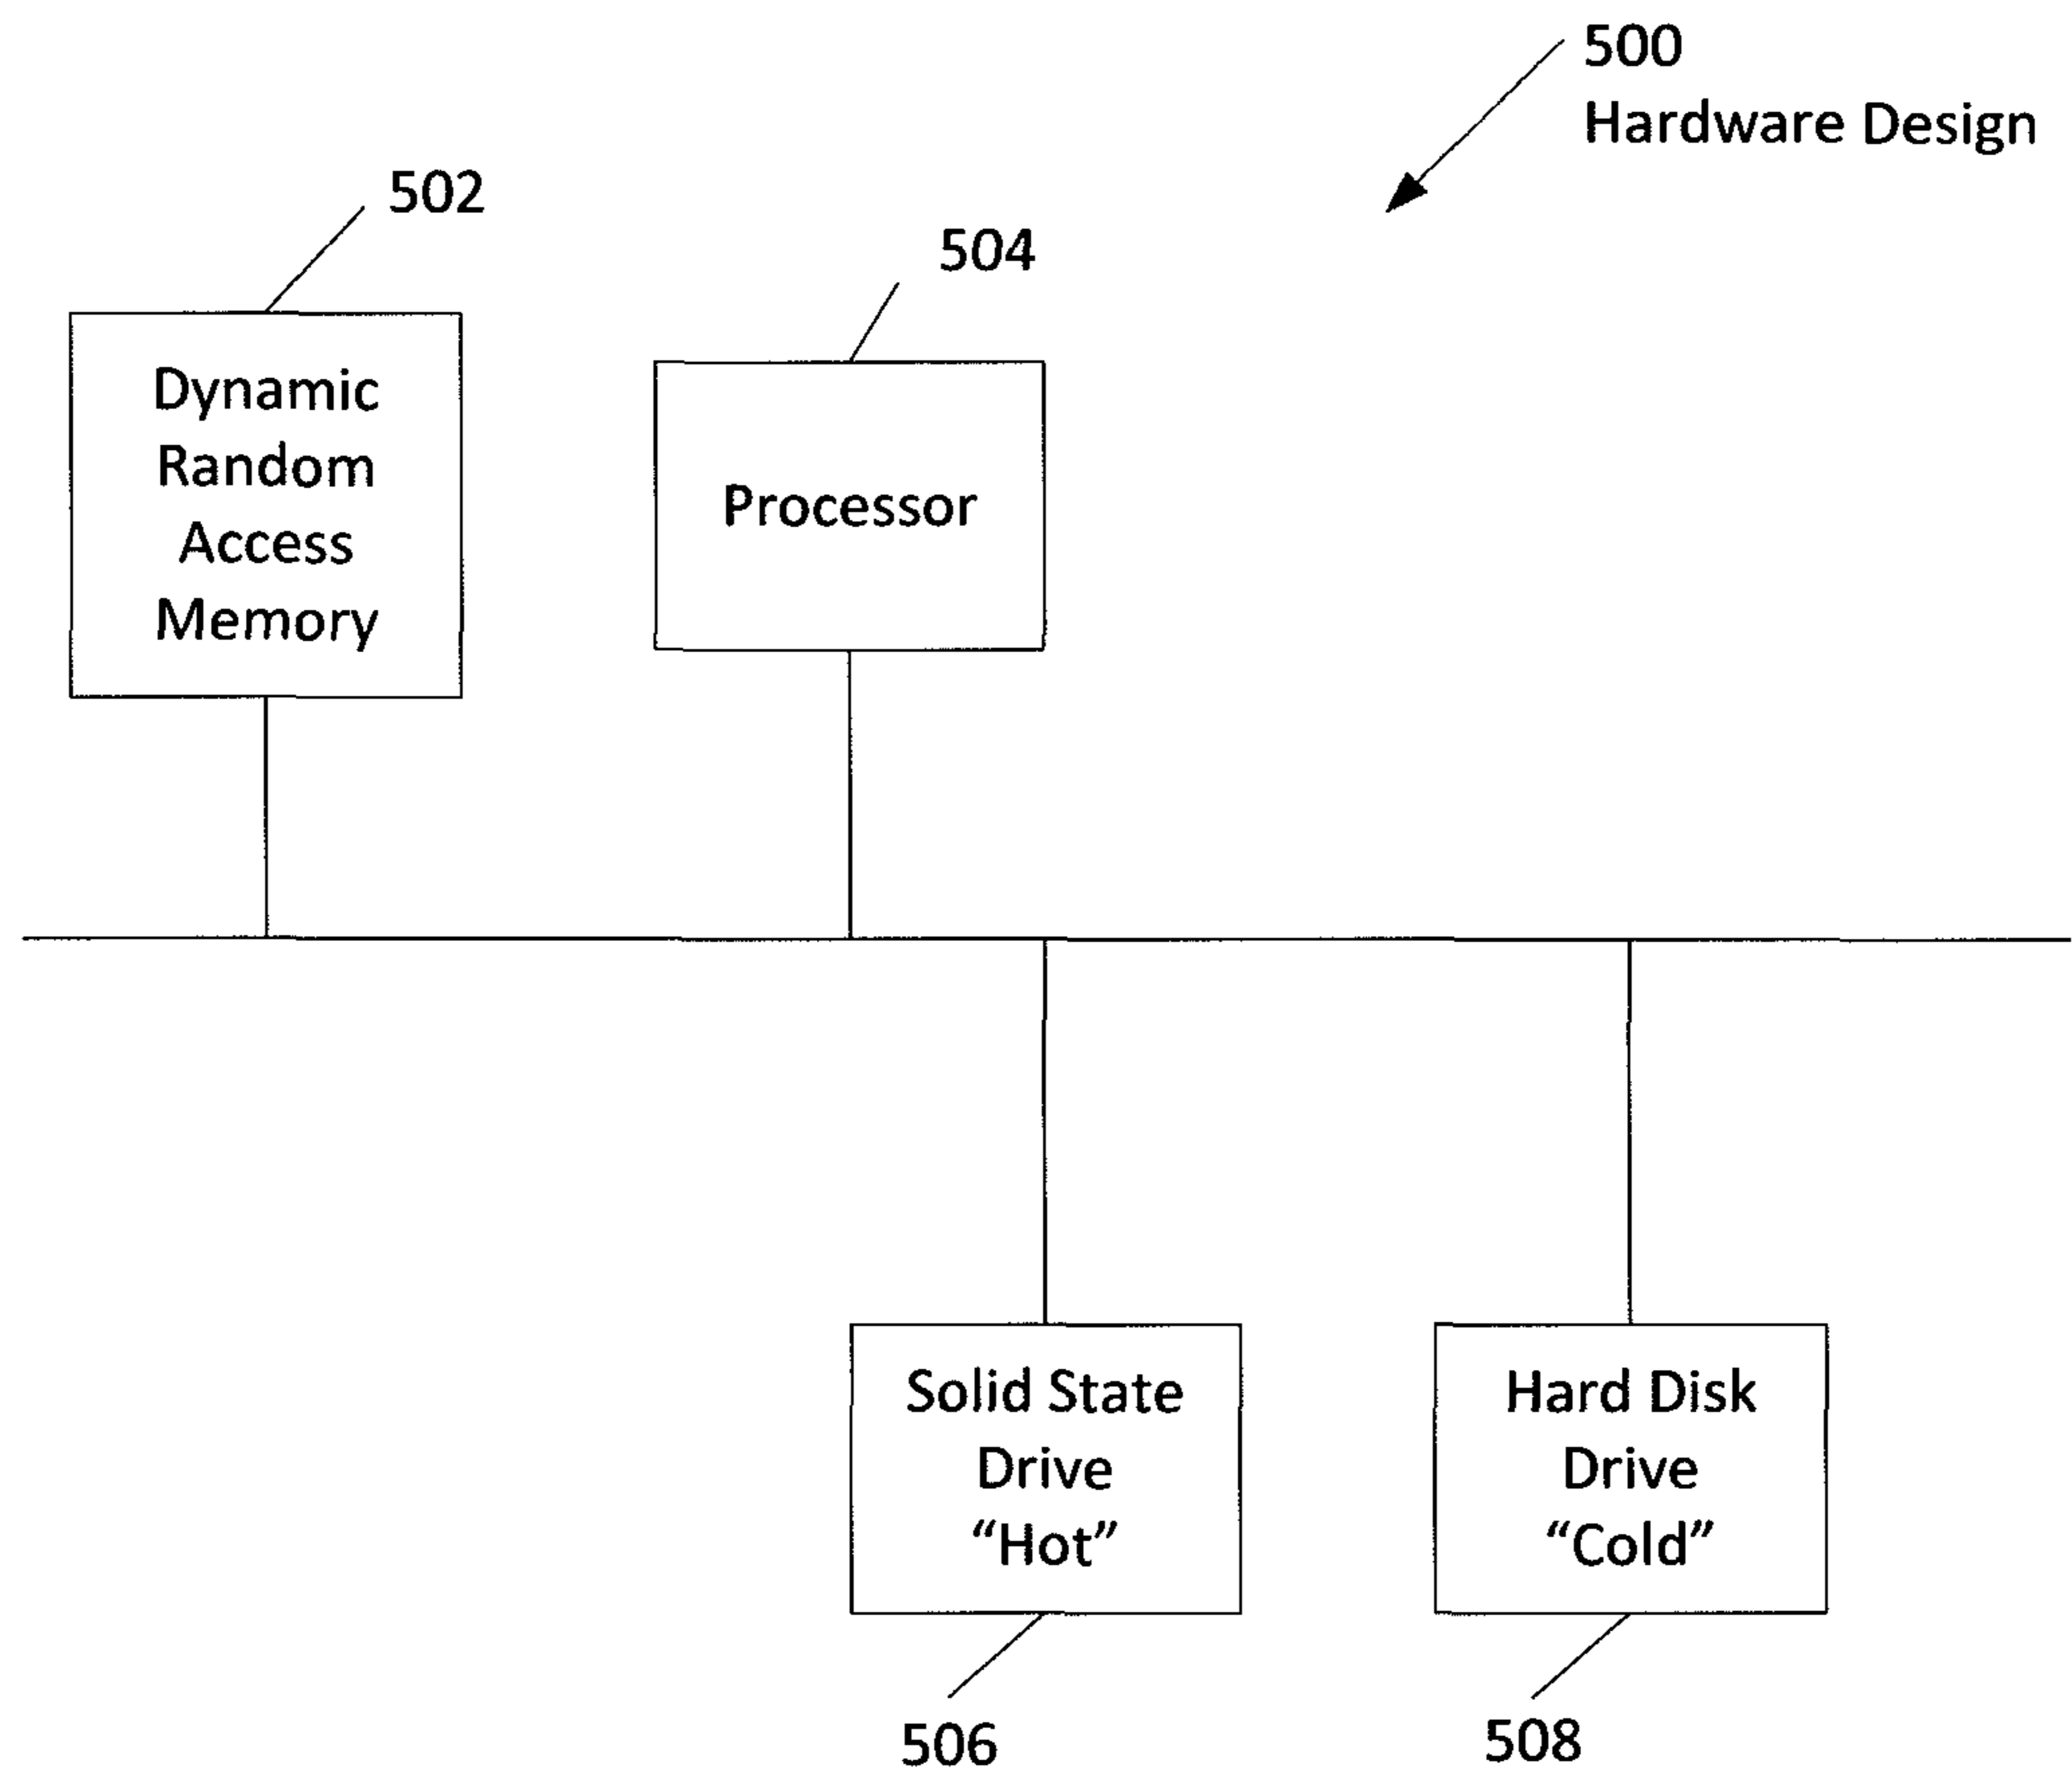 500
Hardware Design
502
504
Dynamic
Random
Access
Memory
Processor
Solid State
Drive
“Hot”
Hard Disk
Drive
“Cold”
506
508